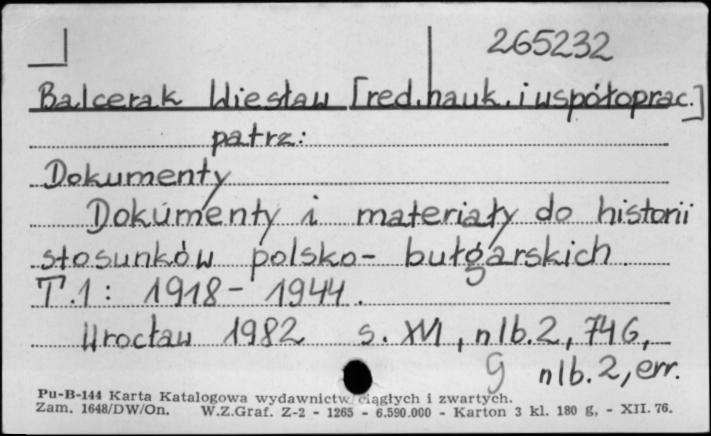 265232
Balcerak Wiesław [red.nauk.i współoprac.]
patrz:
Dokumenty
Dokumenty i materiały do historii
stosunków polsko- bułgarskich
T.1: 1918- 1944.
Wrocław 1982 s. XVI, nlb.2, 746,
g nlb.2, err.
Pu-B-144 Karta Katalogowa wydawnictw ciągłych i zwartych.
Zam. 1648/DW/On. W.Z.Graf. Z-2 - 1265 - 6.590.000 - Karton 3 kl. 180 g, - XII. 76.